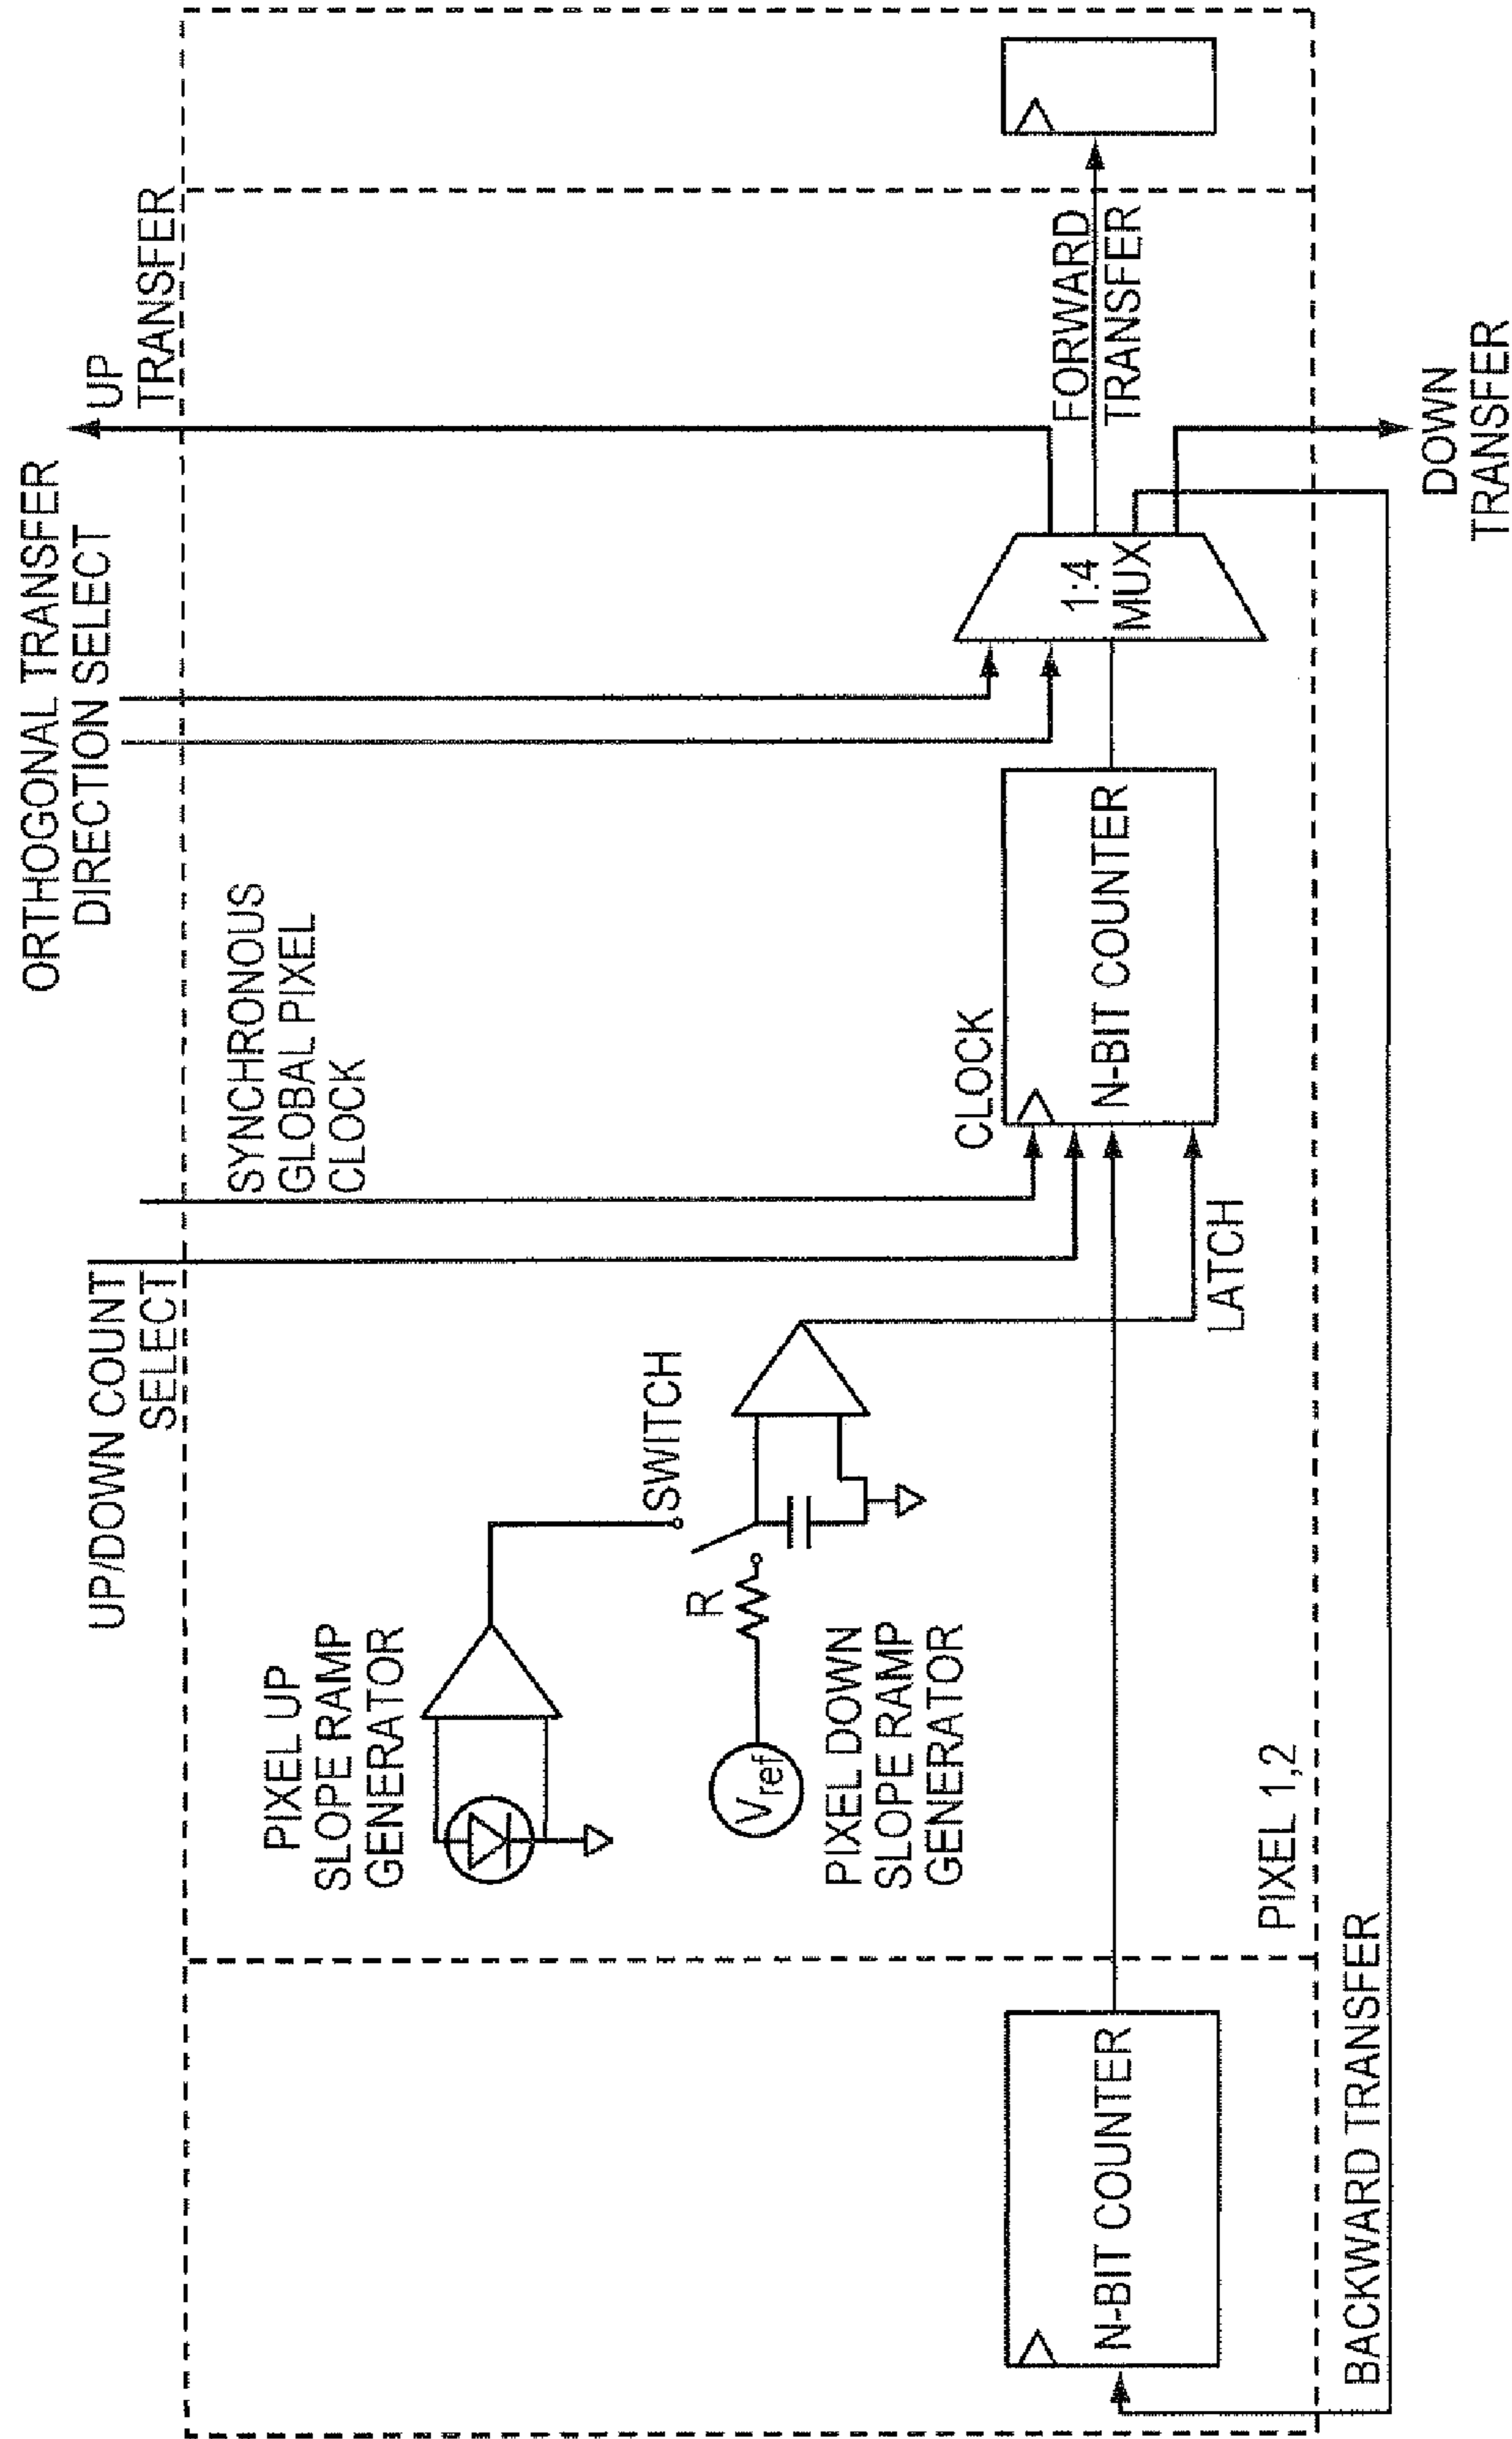 ORTHOGONAL TRANSFER
DIRECTION SELECT
UP
TRANSFER
UP/DOWN COUNT
SELECT
SYNCHRONOUS
GLOBAL PIXEL
CLOCK
PIXEL UP
SLOPE RAMP
GENERATOR
SWITCH
R
Vref
PIXEL DOWN
SLOPE RAMP
GENERATOR
CLOCK
N-BIT COUNTER
N-BIT COUNTER
LATCH
1:4
MUX
FORWARD
TRANSFER
PIXEL 1,2
BACKWARD TRANSFER
DOWN
TRANSFER